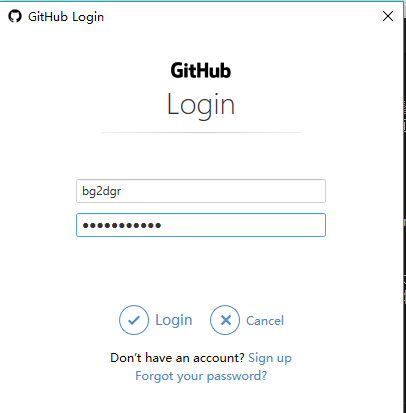 GitHub Login
GitHub
Login
bg2dgr
●●●●●●●●●●●
Login Cancel
Don't have an account? Sign up
Forgot your password?